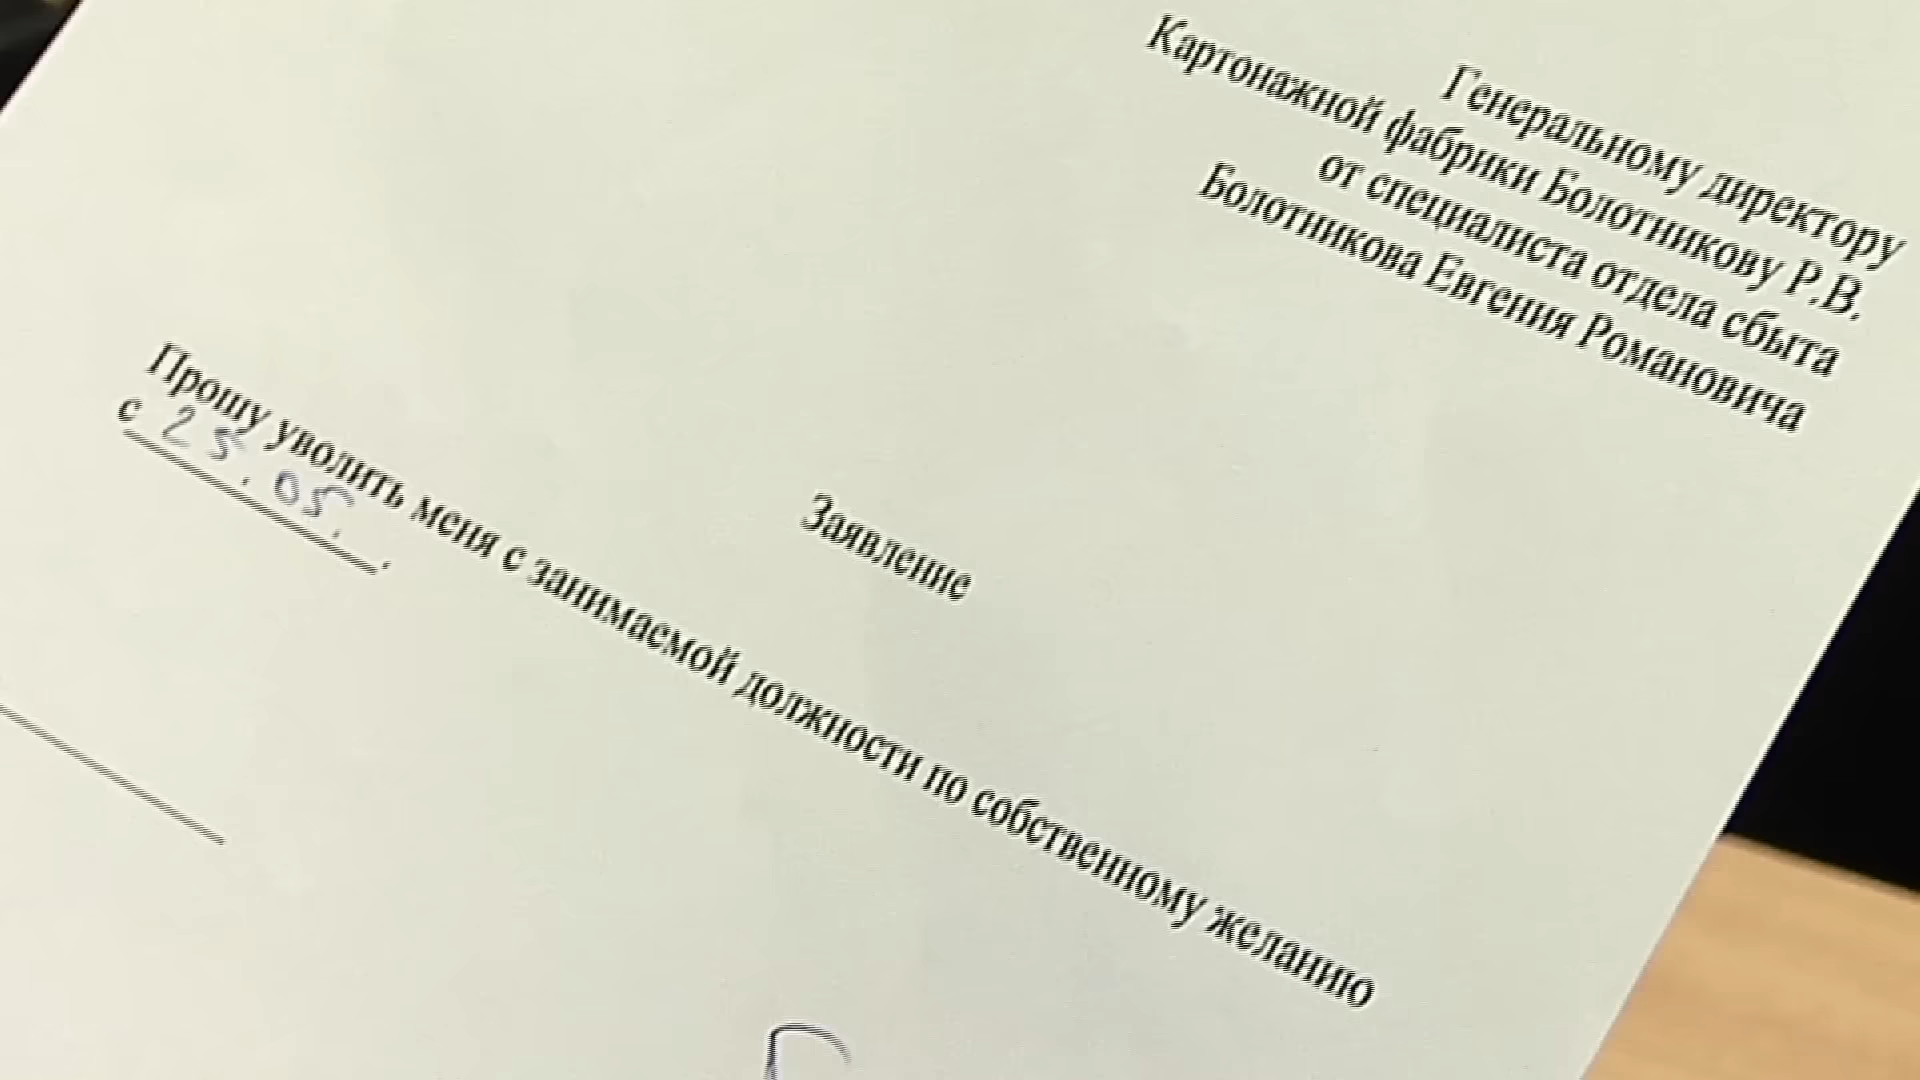 Генеральному директору
Картонажной фабрики Болотникову Р.В.
от специалиста отдела сбыта
Болотникова Евгения Романовича
Заявление
Прошу уволить меня с занимаемой должности по собственному желанию
с 25.05. .